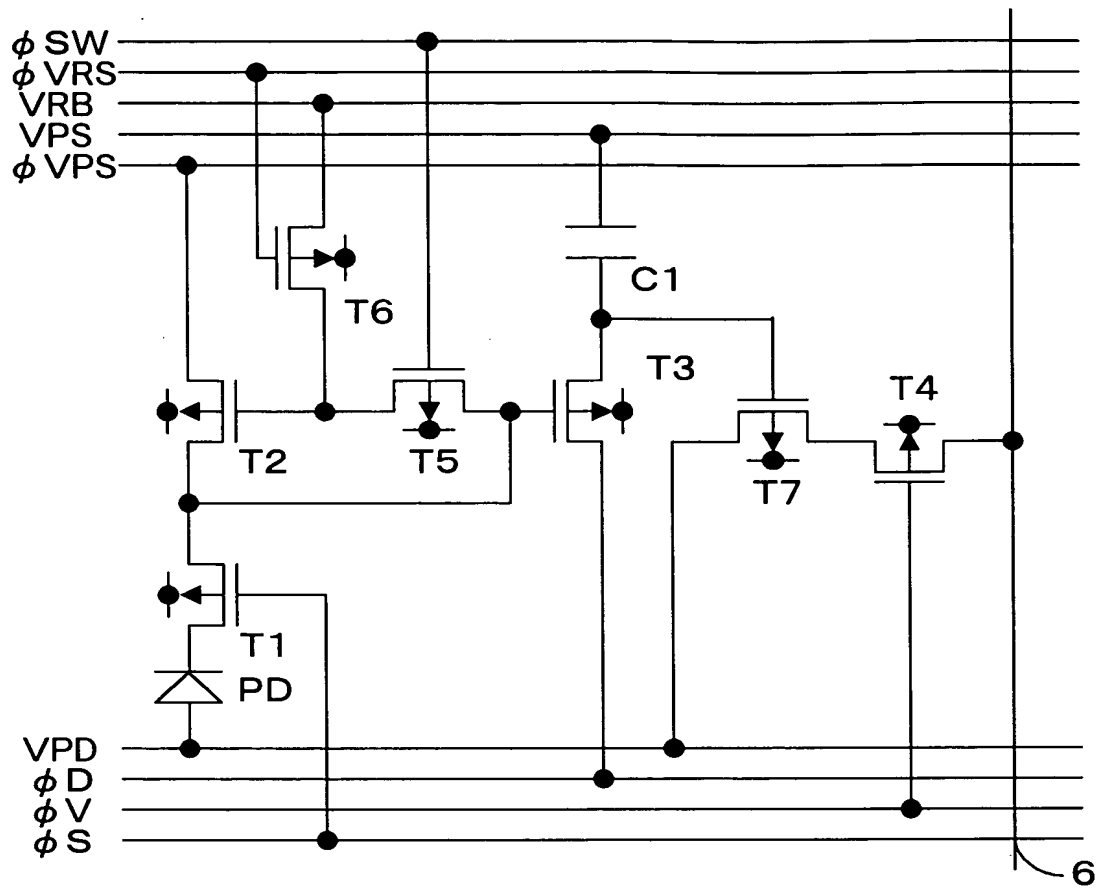 φSW
φVRS
VRB
VPS
φVPS
C1
T6
T3
T4
T2
T5
T7
T1
PD
VPD
φD
φV
φS
6